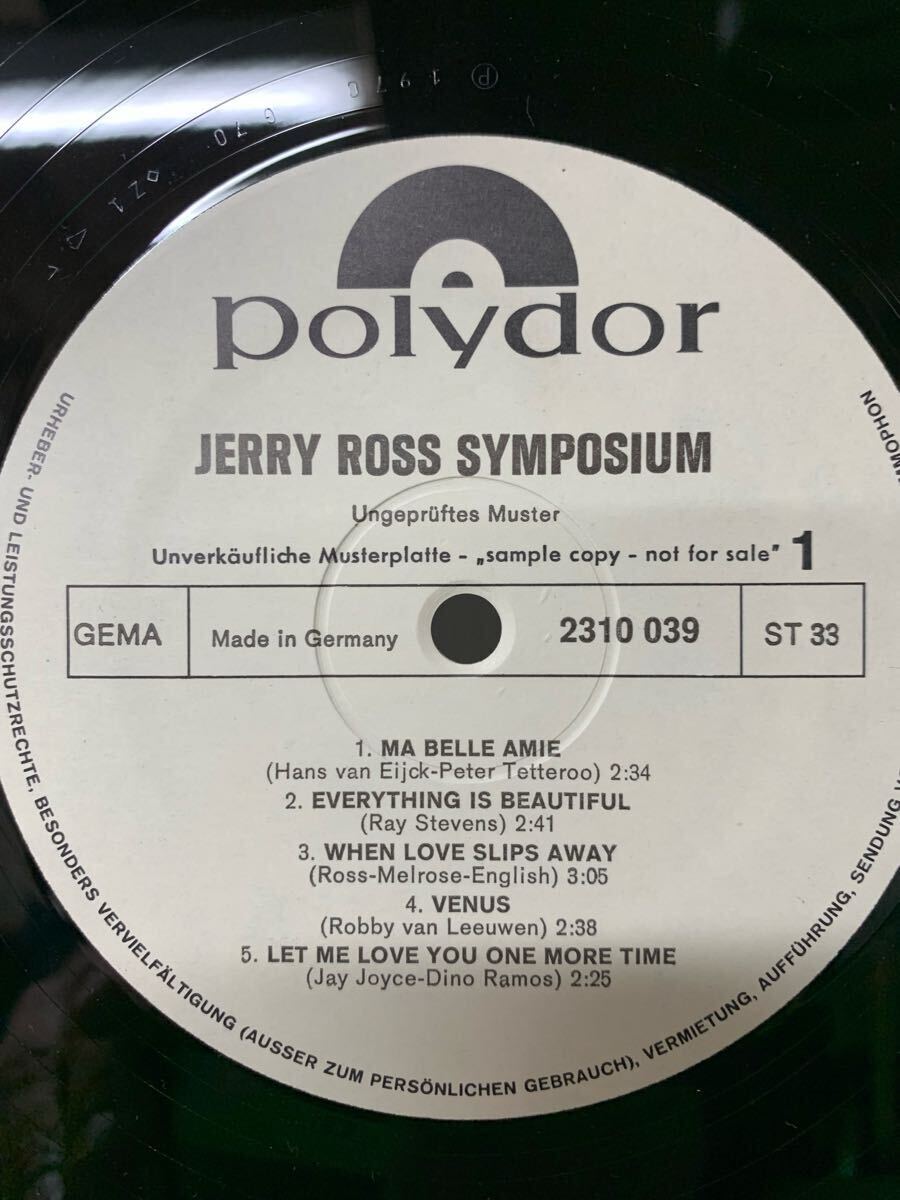 ℗ 1970
G 70
polydor
JERRY ROSS SYMPOSIUM
Ungeprüftes Muster
Unverkäufliche Musterplatte - „sample copy - not for sale" 1
GEMA
Made in Germany
2310 039
ST 33
1. MA BELLE AMIE
(Hans van Eijck-Peter Tetteroo) 2:34
2. EVERYTHING IS BEAUTIFUL
(Ray Stevens) 2:41
3. WHEN LOVE SLIPS AWAY
(Ross-Melrose-English) 3:05
4. VENUS
(Robby van Leeuwen) 2:38
5. LET ME LOVE YOU ONE MORE TIME
(Jay Joyce-Dino Ramos) 2:25
URHEBER- UND LEISTUNGSSCHUTZRECHTE, BESONDERS VERVIELFÄLTIGUNG (AUSSER ZUM PERSÖNLICHEN GEBRAUCH), VERMIETUNG, AUFFÜHRUNG, SENDUNG